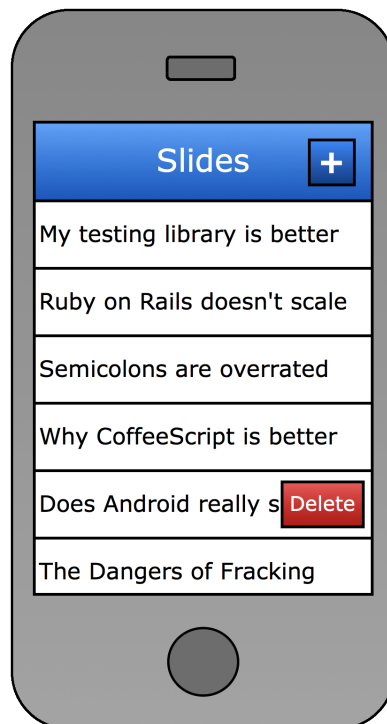 Slides +
My testing library is better
Ruby on Rails doesn't scale
Semicolons are overrated
Why CoffeeScript is better
Does Android really s Delete
The Dangers of Fracking